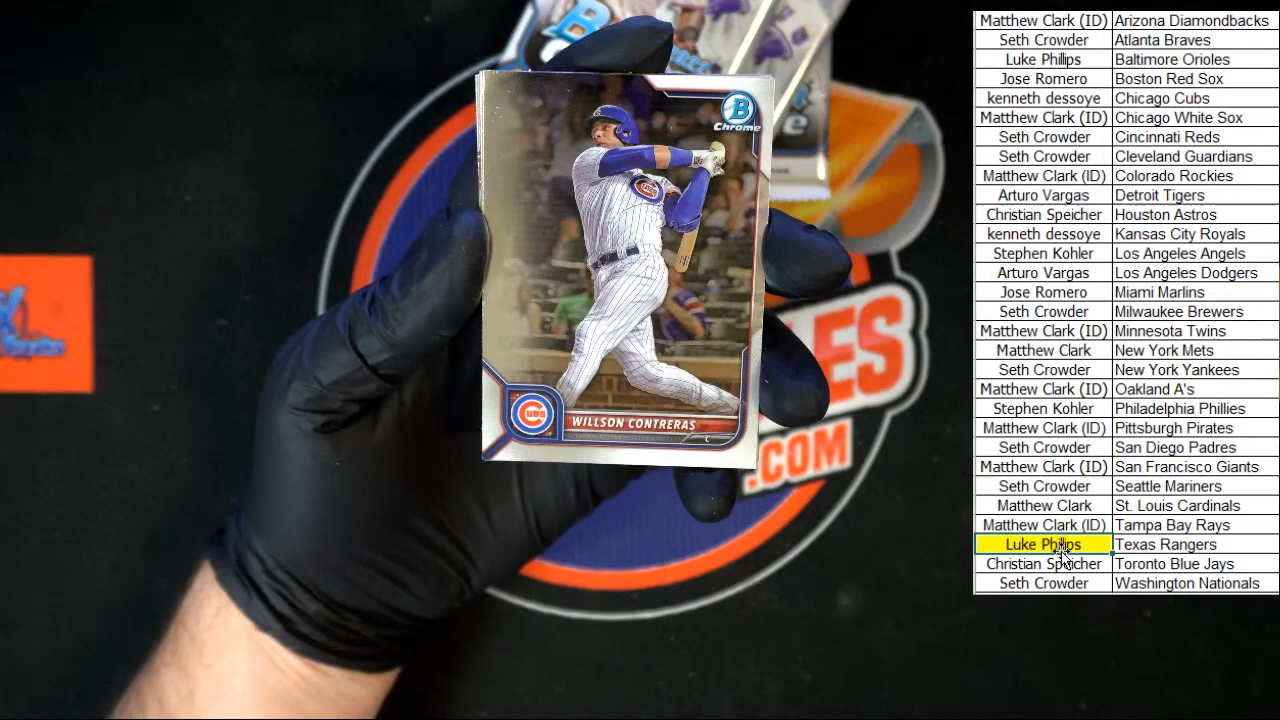 B
Chrome
CUBS
WILLSON CONTRERAS
C
ES
.COM
Matthew Clark (ID) Arizona Diamondbacks
Seth Crowder Atlanta Braves
Luke Philips Baltimore Orioles
Jose Romero Boston Red Sox
kenneth dessoye Chicago Cubs
Matthew Clark (ID) Chicago White Sox
Seth Crowder Cincinnati Reds
Seth Crowder Cleveland Guardians
Matthew Clark (ID) Colorado Rockies
Arturo Vargas Detroit Tigers
Christian Speicher Houston Astros
kenneth dessoye Kansas City Royals
Stephen Kohler Los Angeles Angels
Arturo Vargas Los Angeles Dodgers
Jose Romero Miami Marlins
Seth Crowder Milwaukee Brewers
Matthew Clark (ID) Minnesota Twins
Matthew Clark New York Mets
Seth Crowder New York Yankees
Matthew Clark (ID) Oakland A's
Stephen Kohler Philadelphia Phillies
Matthew Clark (ID) Pittsburgh Pirates
Seth Crowder San Diego Padres
Matthew Clark (ID) San Francisco Giants
Seth Crowder Seattle Mariners
Matthew Clark St. Louis Cardinals
Matthew Clark (ID) Tampa Bay Rays
Luke Philips Texas Rangers
Christian Speicher Toronto Blue Jays
Seth Crowder Washington Nationals